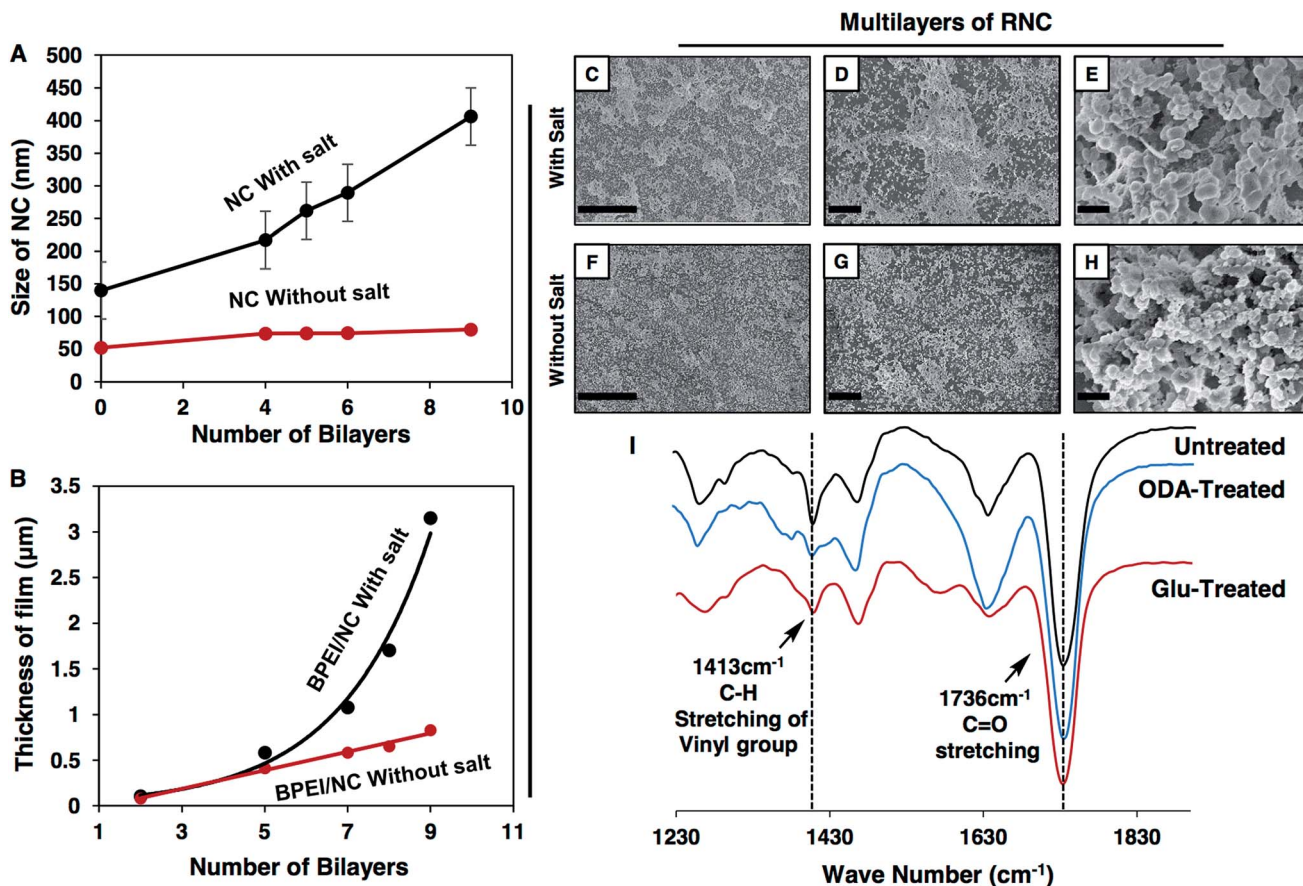 A
500
450
400
350
300
250
200
150
100
50
0
Size of NC (nm)
NC With salt
NC Without salt
0 2 4 6 8 10
Number of Bilayers
B
3.5
3
2.5
2
1.5
1
0.5
0
Thickness of film (µm)
BPEI/NC With salt
BPEI/NC Without salt
1 3 5 7 9 11
Number of Bilayers
Multilayers of RNC
With Salt
C D E
Without Salt
F G H
I
Untreated
ODA-Treated
Glu-Treated
1413cm⁻¹
C-H
Stretching of
Vinyl group
1736cm⁻¹
C=O
stretching
1230 1430 1630 1830
Wave Number (cm⁻¹)